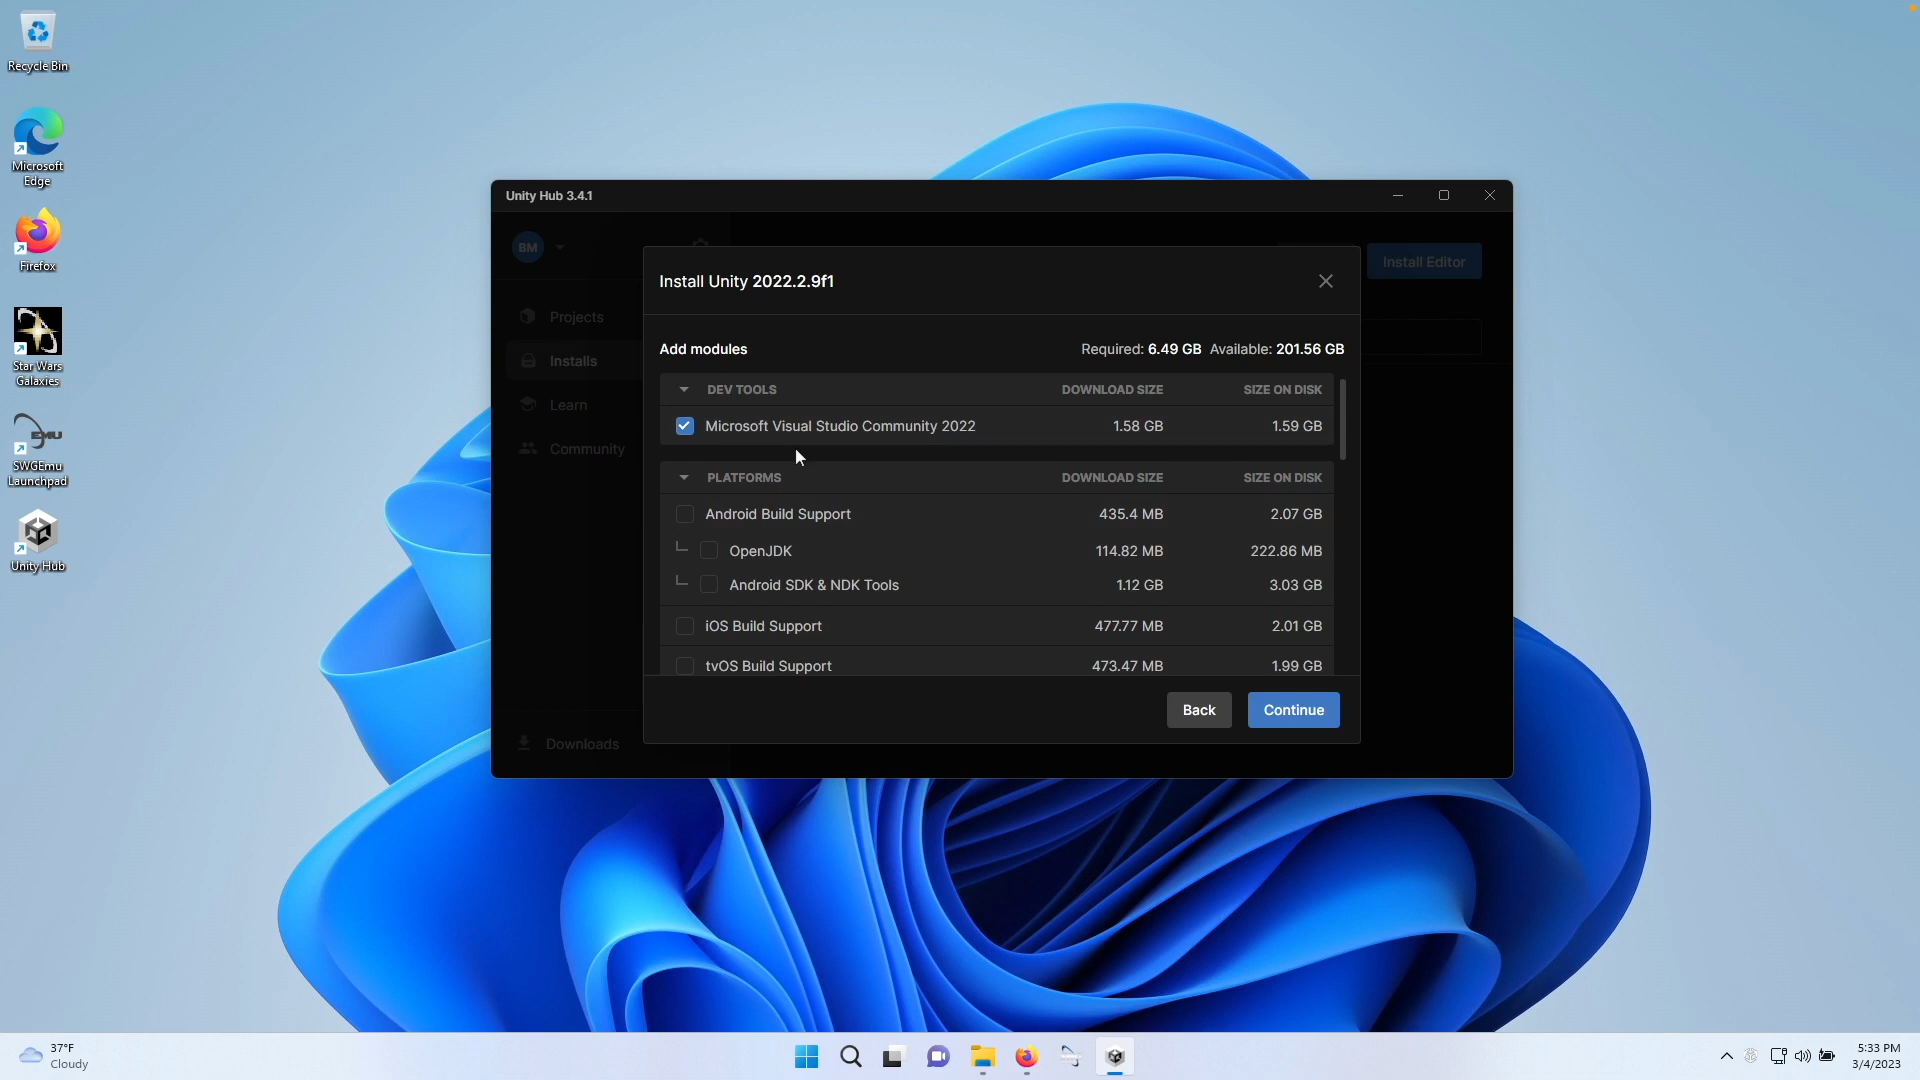 Recycle Bin
Microsoft
Edge
Firefox
Star Wars
Galaxies
EMU
SWGEmu
Launchpad
Unity Hub
Unity Hub 3.4.1
BM
Install Editor
Projects
Installs
Learn
Community
Downloads
Install Unity 2022.2.9f1
Add modules
Required: 6.49 GB Available: 201.56 GB
DEV TOOLS DOWNLOAD SIZE SIZE ON DISK
Microsoft Visual Studio Community 2022 1.58 GB 1.59 GB
PLATFORMS DOWNLOAD SIZE SIZE ON DISK
Android Build Support 435.4 MB 2.07 GB
OpenJDK 114.82 MB 222.86 MB
Android SDK & NDK Tools 1.12 GB 3.03 GB
iOS Build Support 477.77 MB 2.01 GB
tvOS Build Support 473.47 MB 1.99 GB
Back Continue
37°F
Cloudy
5:33 PM
3/4/2023